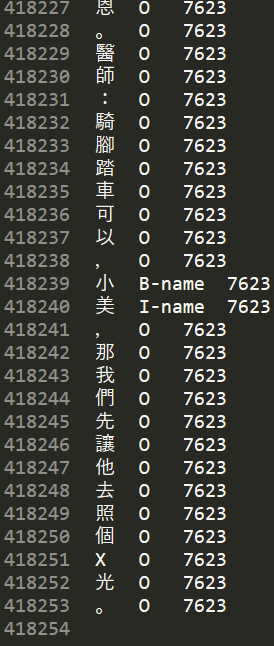 418227 恩 O 7623
418228 。 O 7623
418229 醫 O 7623
418230 師 O 7623
418231 : O 7623
418232 騎 O 7623
418233 腳 O 7623
418234 踏 O 7623
418235 車 O 7623
418236 可 O 7623
418237 以 O 7623
418238 , O 7623
418239 小 B-name 7623
418240 美 I-name 7623
418241 , O 7623
418242 那 O 7623
418243 我 O 7623
418244 們 O 7623
418245 先 O 7623
418246 讓 O 7623
418247 他 O 7623
418248 去 O 7623
418249 照 O 7623
418250 個 O 7623
418251 X O 7623
418252 光 O 7623
418253 。 O 7623
418254